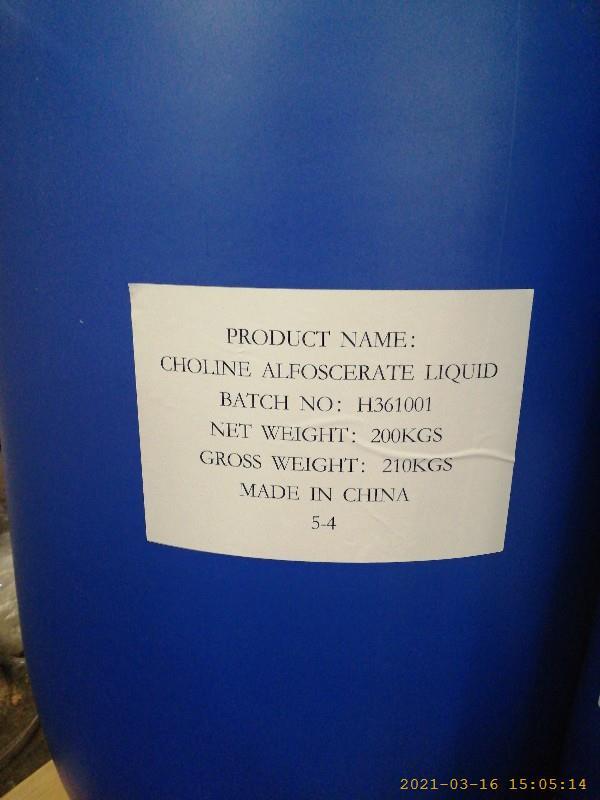 PRODUCT NAME:
CHOLINE ALFOSCERATE LIQUID
BATCH NO: H361001
NET WEIGHT: 200KGS
GROSS WEIGHT: 210KGS
MADE IN CHINA
5-4
2021-03-16 15:05:14